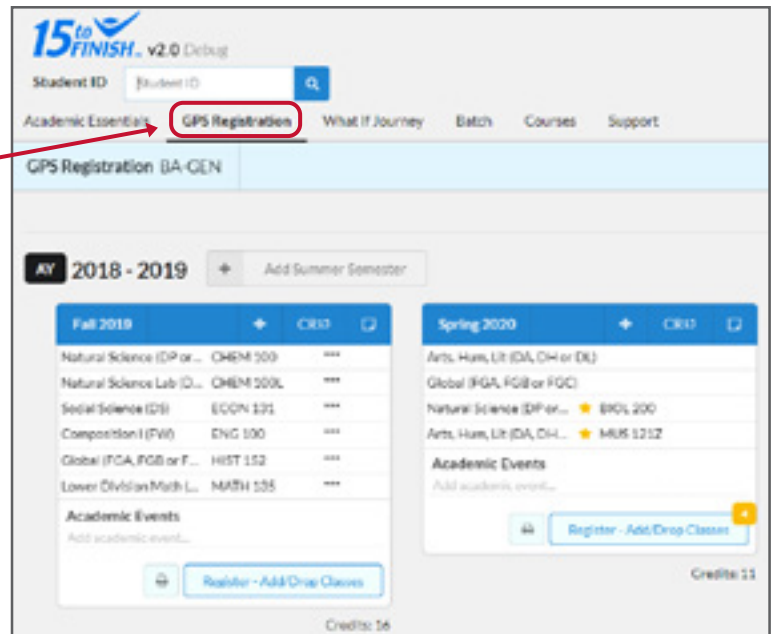 15 to FINISH™ v2.0 Debug
Student ID Student ID
Academic Essentials GPS Registration What If Journey Batch Courses Support
GPS Registration BA-GEN
AY 2018 - 2019 + Add Summer Semester
Fall 2019 + CRID
Natural Science (DP or... CHEM 100 ***
Natural Science Lab (D... CHEM 100L ***
Social Science (DS) ECON 131 ***
Composition I (FW) ENG 100 ***
Global (FGA, FGB or F... HIST 152 ***
Lower Division Math (... MATH 135 ***
Academic Events
Add academic event...
Register - Add/Drop Classes
Credits: 16
Spring 2020 + CRID
Arts, Hum, Lit (DA, DH or DL)
Global (FGA, FGB or FGC)
Natural Science (DP or... BIOL 200
Arts, Hum, Lit (DA, DH... MUS 121Z
Academic Events
Add academic event...
Register - Add/Drop Classes
Credits: 11